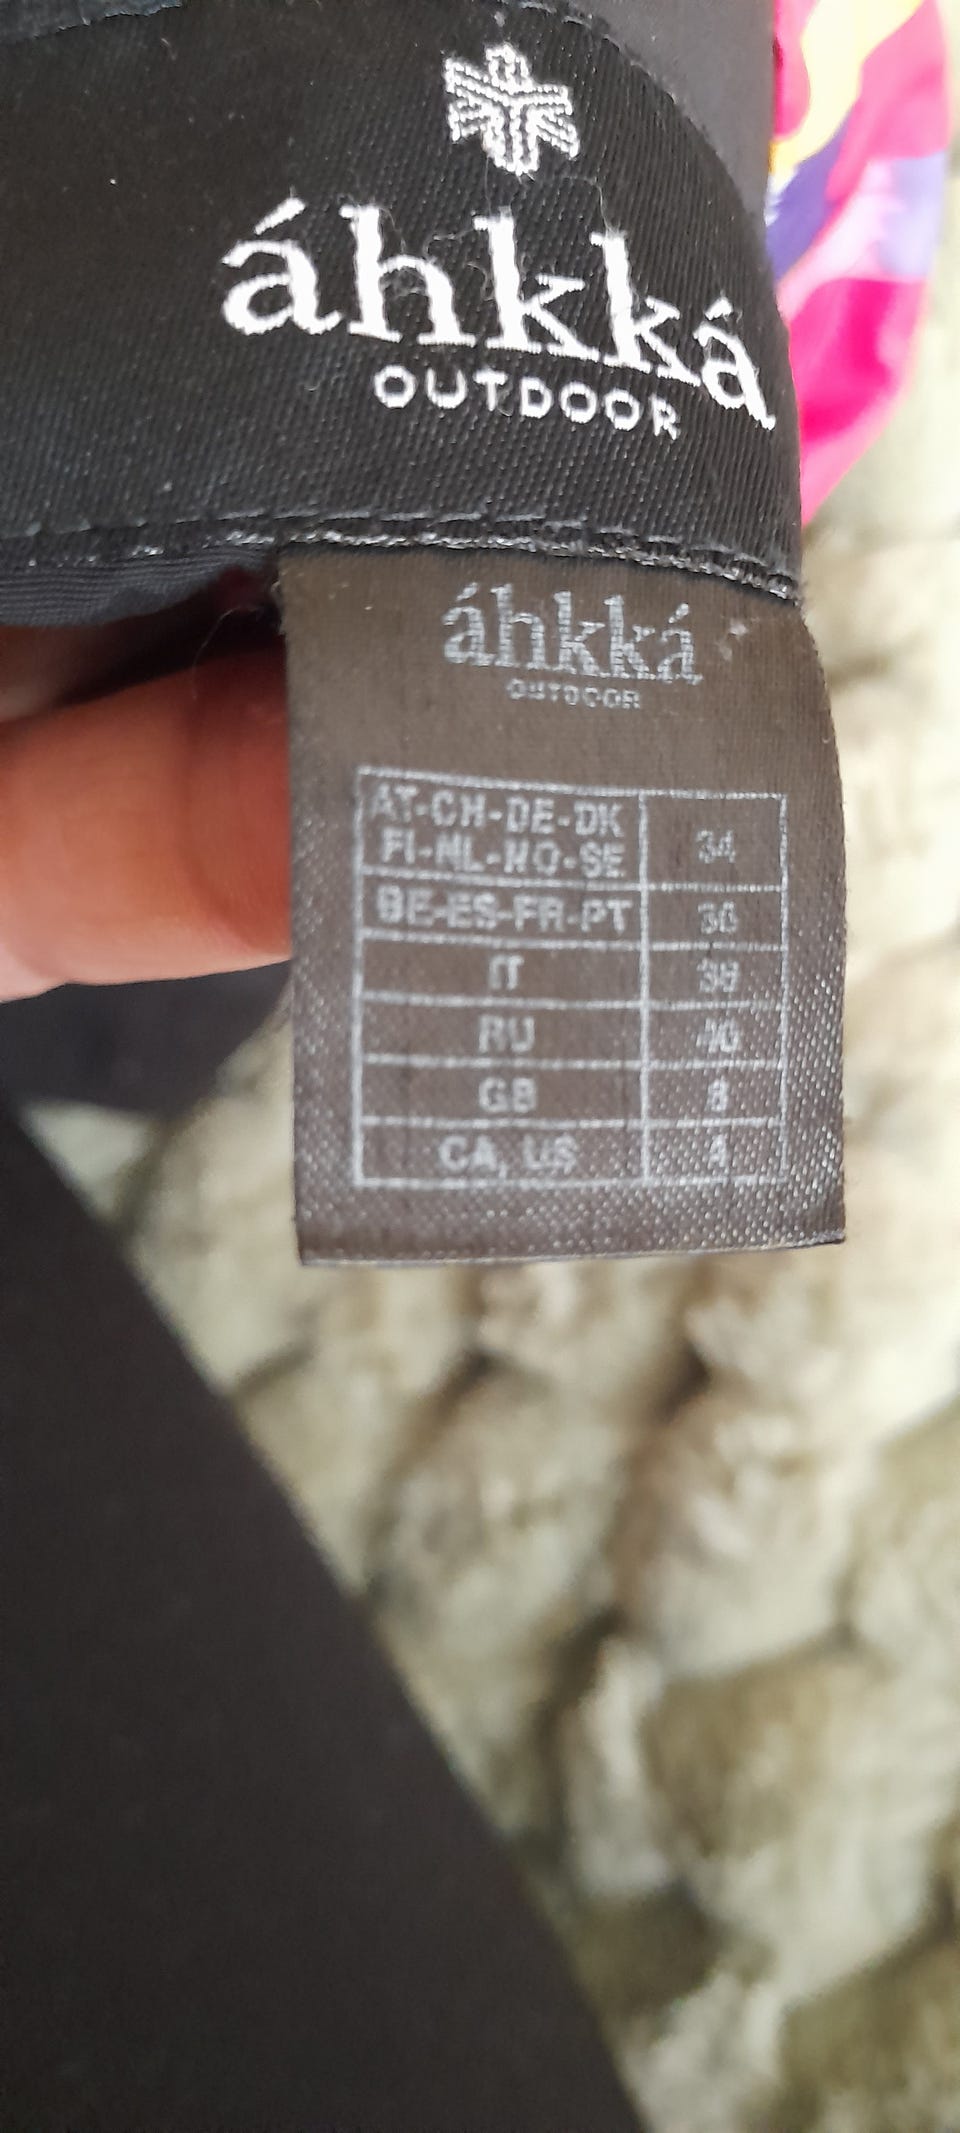 áhkká
OUTDOOR
áhkká
OUTDOOR
AT-CH-DE-DK
FI-NL-NO-SE 34
BE-ES-FR-PT 36
IT 38
RU 40
GB 8
CA, US 4